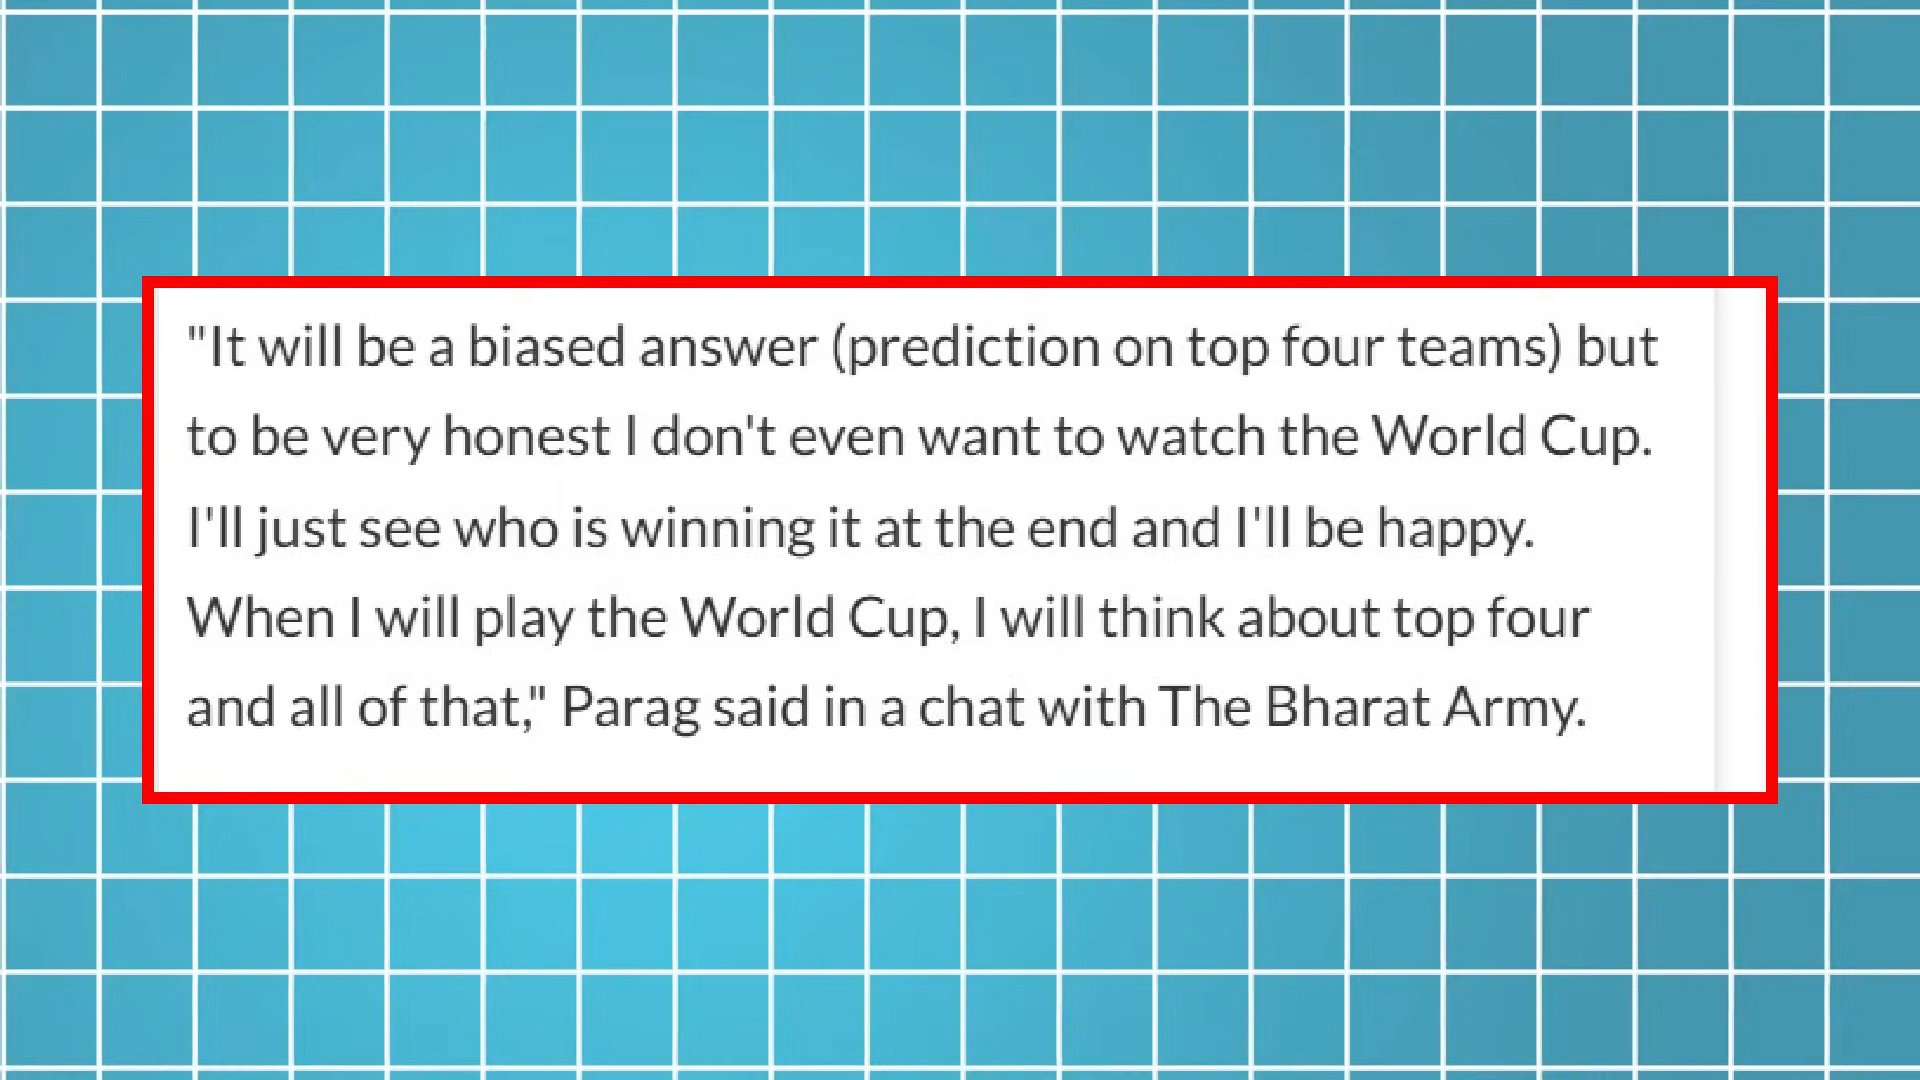 "It will be a biased answer (prediction on top four teams) but
to be very honest I don't even want to watch the World Cup.
I'll just see who is winning it at the end and I'll be happy.
When I will play the World Cup, I will think about top four
and all of that," Parag said in a chat with The Bharat Army.